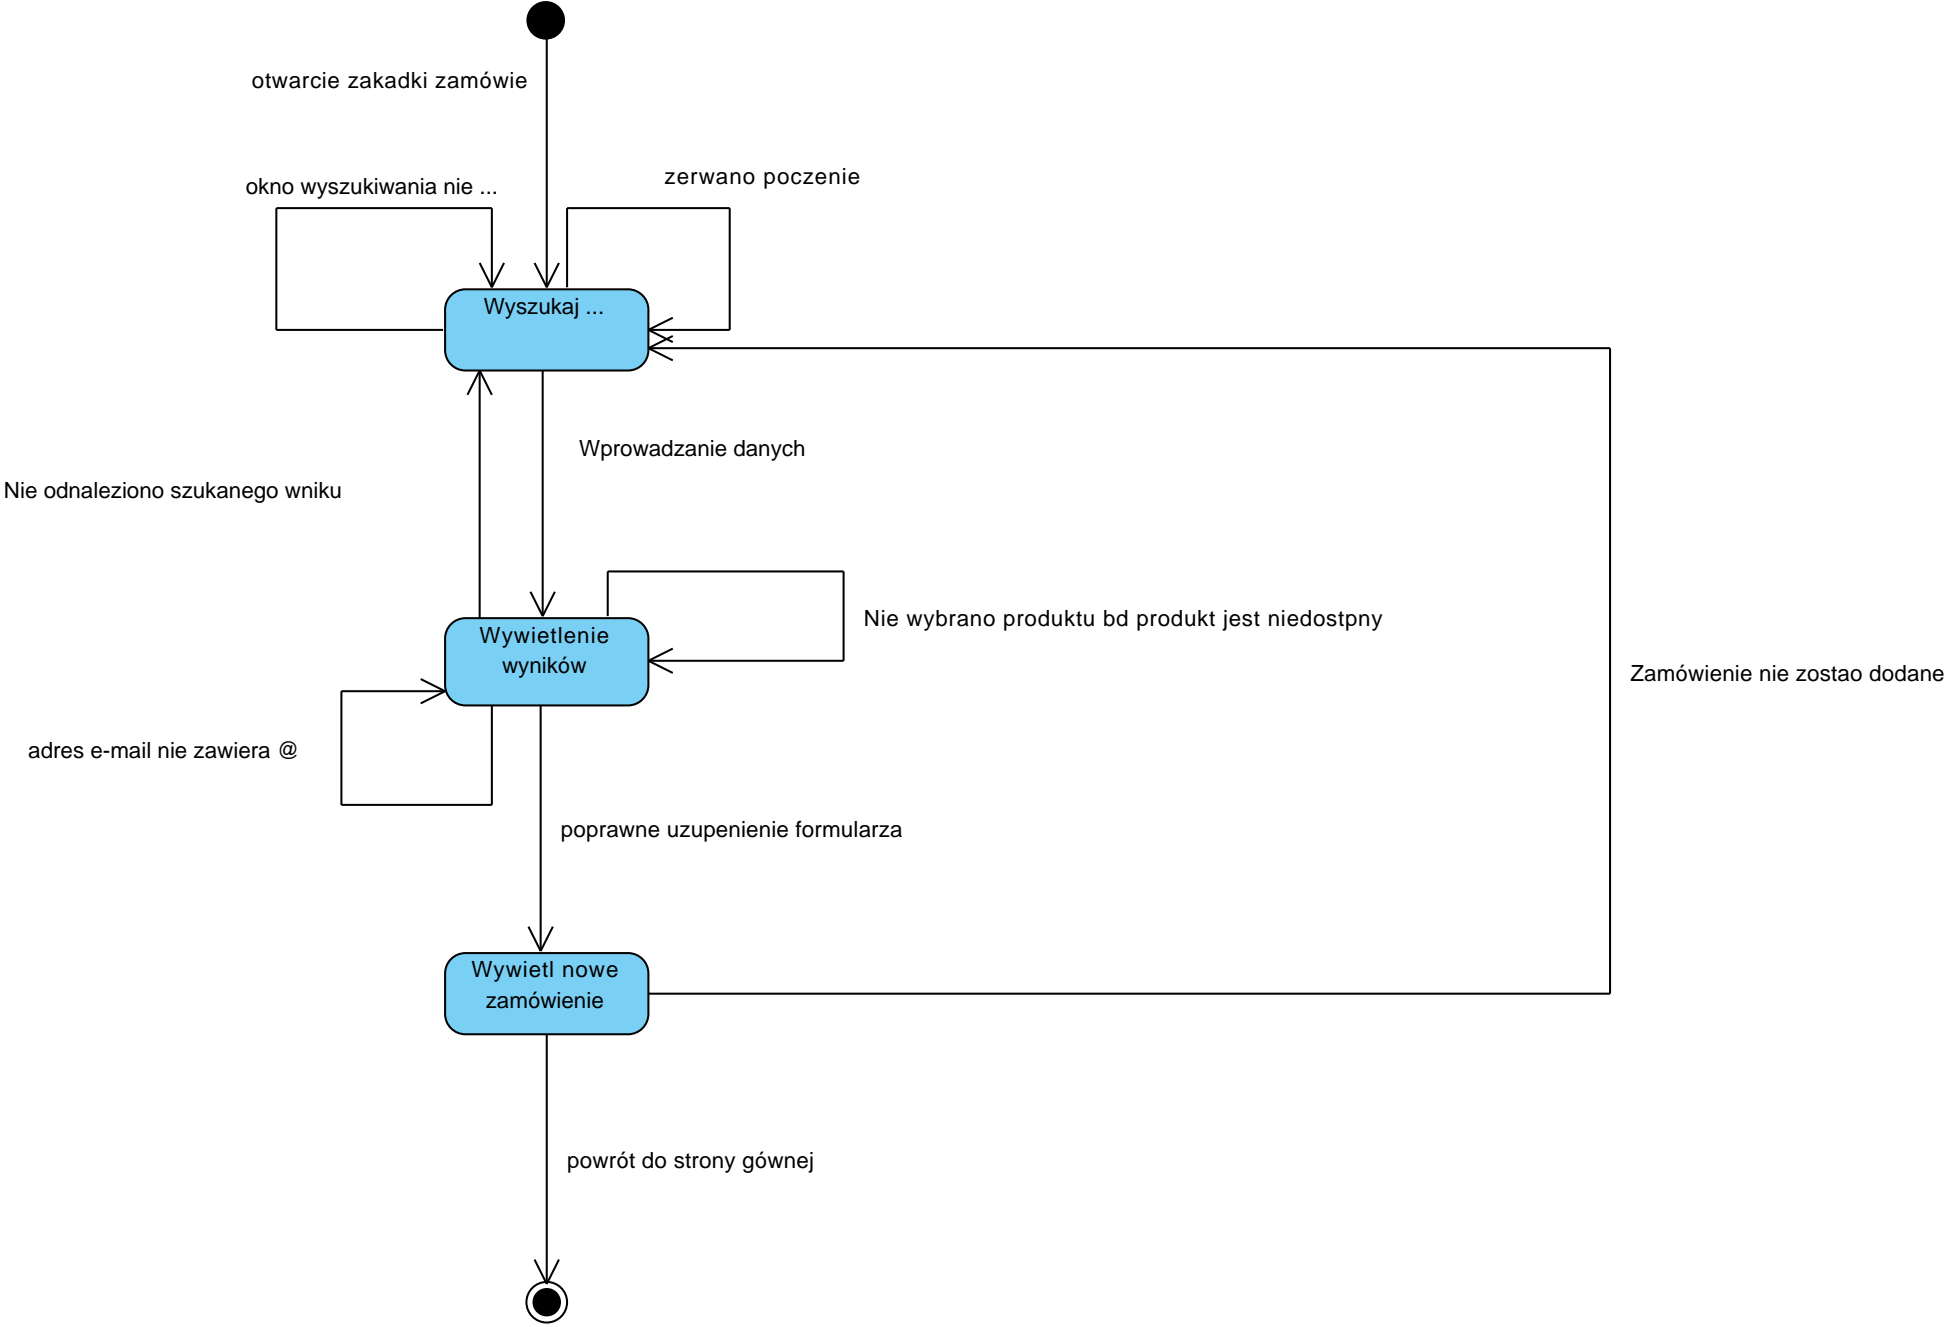 otwarcie zakadki zamówie
zerwano poczenie
okno wyszukiwania nie ...
Wyszukaj ...
Wprowadzanie danych
Nie odnaleziono szukanego wniku
Nie wybrano produktu bd produkt jest niedostpny
Wywietlenie
wyników
Zamówienie nie zostao dodane
adres e-mail nie zawiera @
poprawne uzupenienie formularza
Wywietl nowe
zamówienie
powrót do strony gównej